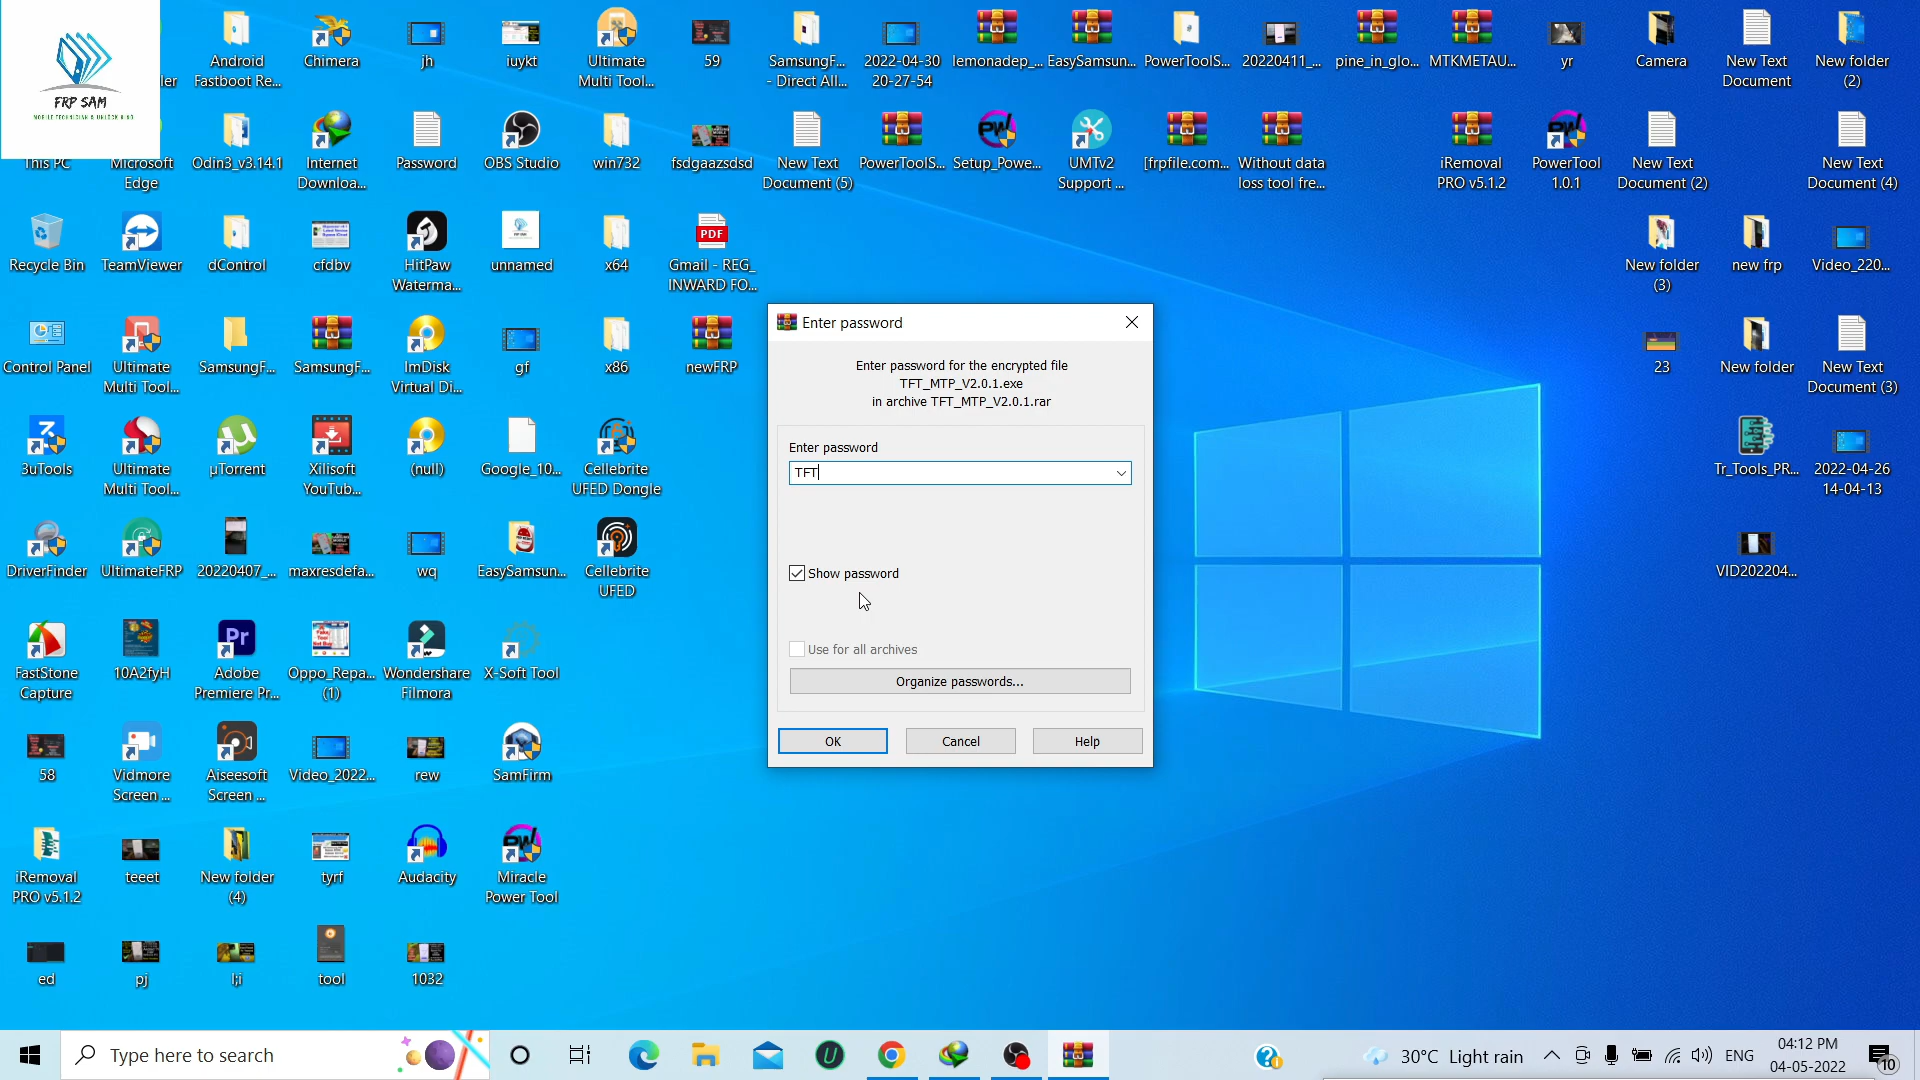 FRP SAM
MOBILE TECHNICIAN & UNLOCK KING
ler
Android
Fastboot Re...
Chimera
jh
iuykt
Ultimate
Multi Tool...
59
SamsungF...
- Direct All...
2022-04-30
20-27-54
lemonadep_...
EasySamsun...
PowerToolS...
20220411_...
pine_in_glo...
MTKMETAU...
yr
Camera
New Text
Document
New folder
(2)
This PC
Microsoft
Edge
Odin3_v3.14.1
Internet
Downloa...
Password
OBS Studio
win732
fsdgaazsdsd
New Text
Document (5)
PowerToolS...
Setup_Powe...
UMTv2
Support ...
[frpfile.com...
Without data
loss tool fre...
iRemoval
PRO v5.1.2
PowerTool
1.0.1
New Text
Document (2)
New Text
Document (4)
Recycle Bin
TeamViewer
dControl
cfdbv
HitPaw
Waterma...
unnamed
x64
PDF
Gmail - REG_
INWARD FO...
New folder
(3)
new frp
Video_220...
Control Panel
Ultimate
Multi Tool...
SamsungF...
SamsungF...
ImDisk
Virtual Di...
gf
x86
newFRP
23
New folder
New Text
Document (3)
3uTools
Ultimate
Multi Tool...
µTorrent
Xilisoft
YouTub...
(null)
Google_10...
Cellebrite
UFED Dongle
Tr_Tools_PR...
2022-04-26
14-04-13
DriverFinder
UltimateFRP
20220407_...
maxresdefa...
wq
EasySamsun...
Cellebrite
UFED
VID202204...
FastStone
Capture
10A2fyH
Pr
Adobe
Premiere Pr...
Oppo_Repa...
(1)
Wondershare
Filmora
X-Soft Tool
58
Vidmore
Screen ...
Aiseesoft
Screen ...
Video_2022...
rew
SamFirm
iRemoval
PRO v5.1.2
teeet
New folder
(4)
tyrf
Audacity
Miracle
Power Tool
ed
pj
l;i
tool
1032
Enter password
Enter password for the encrypted file
TFT_MTP_V2.0.1.exe
in archive TFT_MTP_V2.0.1.rar
Enter password
TFT
Show password
Use for all archives
Organize passwords...
OK
Cancel
Help
Type here to search
30°C Light rain
ENG
04:12 PM
04-05-2022
10